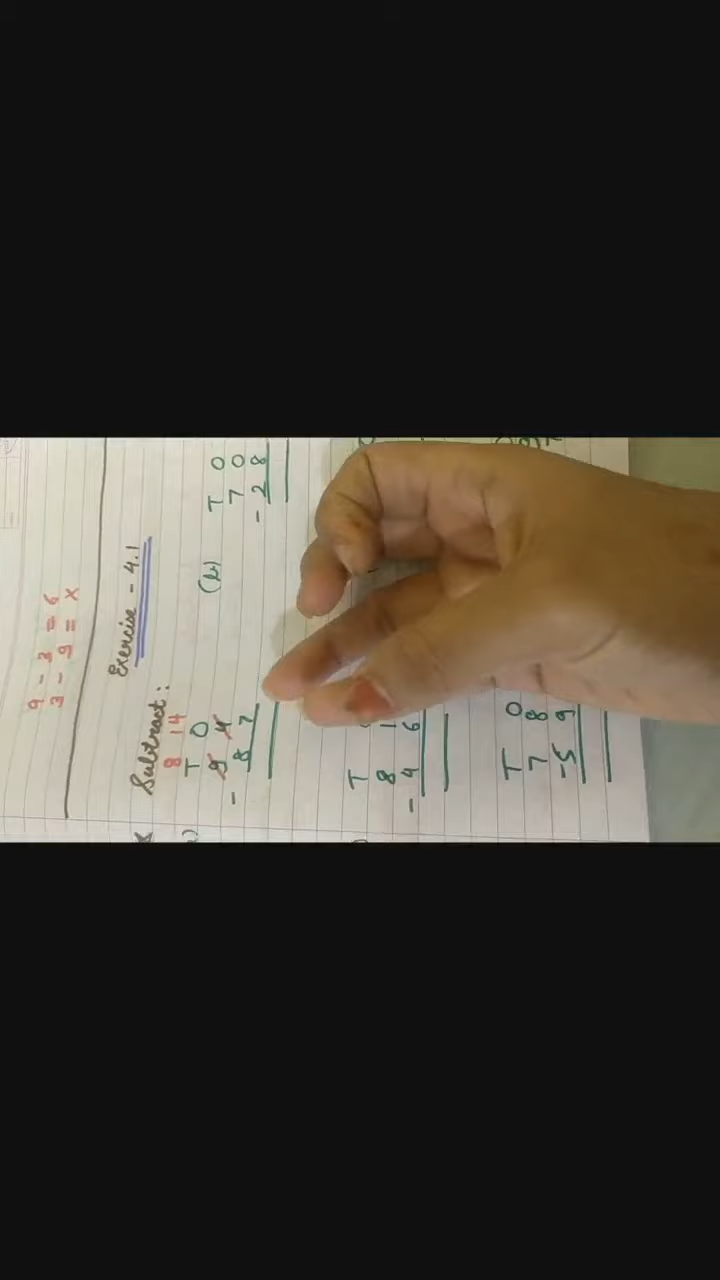 9 - 3 = 6
3 - 9 = x
Exercise - 4.1
Subtract :
8 14
T O
9 4
- 8 7
(b)
T O
7 0
- 2 8
T
8 1
- 4 6
T O
7 8
- 5 9